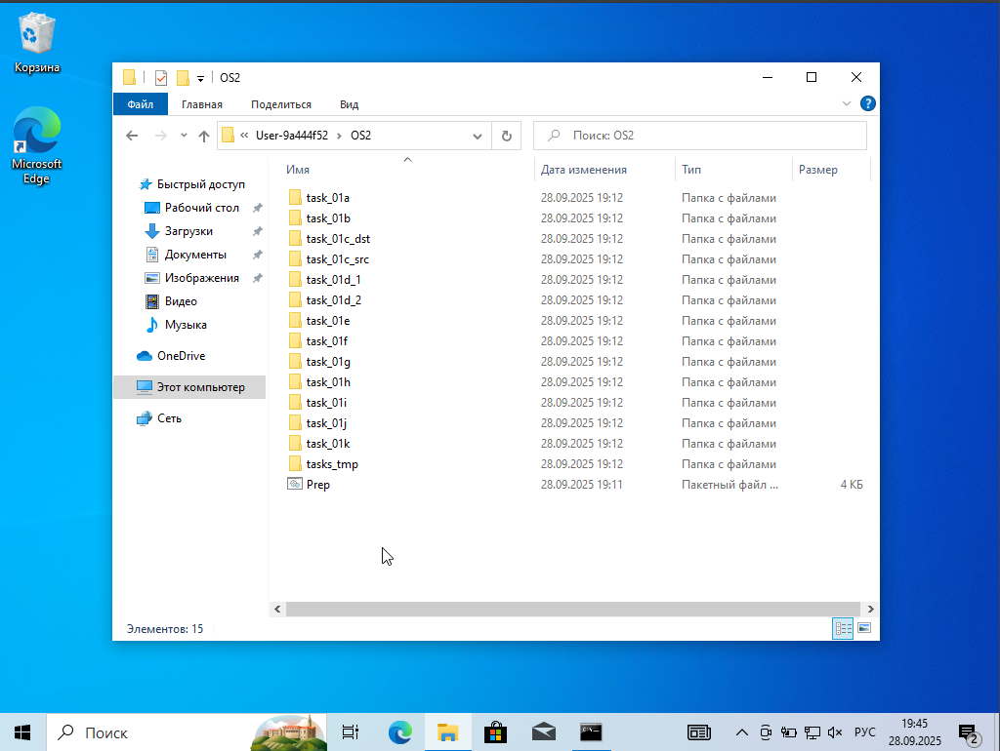 Корзина
Microsoft
Edge
OS2
Файл Главная Поделиться Вид
« User-9a444f52 › OS2
Поиск: OS2
Имя Дата изменения Тип Размер
Быстрый доступ
Рабочий стол
Загрузки
Документы
Изображения
Видео
Музыка
OneDrive
Этот компьютер
Сеть
task_01a 28.09.2025 19:12 Папка с файлами
task_01b 28.09.2025 19:12 Папка с файлами
task_01c_dst 28.09.2025 19:12 Папка с файлами
task_01c_src 28.09.2025 19:12 Папка с файлами
task_01d_1 28.09.2025 19:12 Папка с файлами
task_01d_2 28.09.2025 19:12 Папка с файлами
task_01e 28.09.2025 19:12 Папка с файлами
task_01f 28.09.2025 19:12 Папка с файлами
task_01g 28.09.2025 19:12 Папка с файлами
task_01h 28.09.2025 19:12 Папка с файлами
task_01i 28.09.2025 19:12 Папка с файлами
task_01j 28.09.2025 19:12 Папка с файлами
task_01k 28.09.2025 19:12 Папка с файлами
tasks_tmp 28.09.2025 19:12 Папка с файлами
Prep 28.09.2025 19:11 Пакетный файл ... 4 КБ
Элементов: 15
Поиск
РУС
19:45
28.09.2025
2